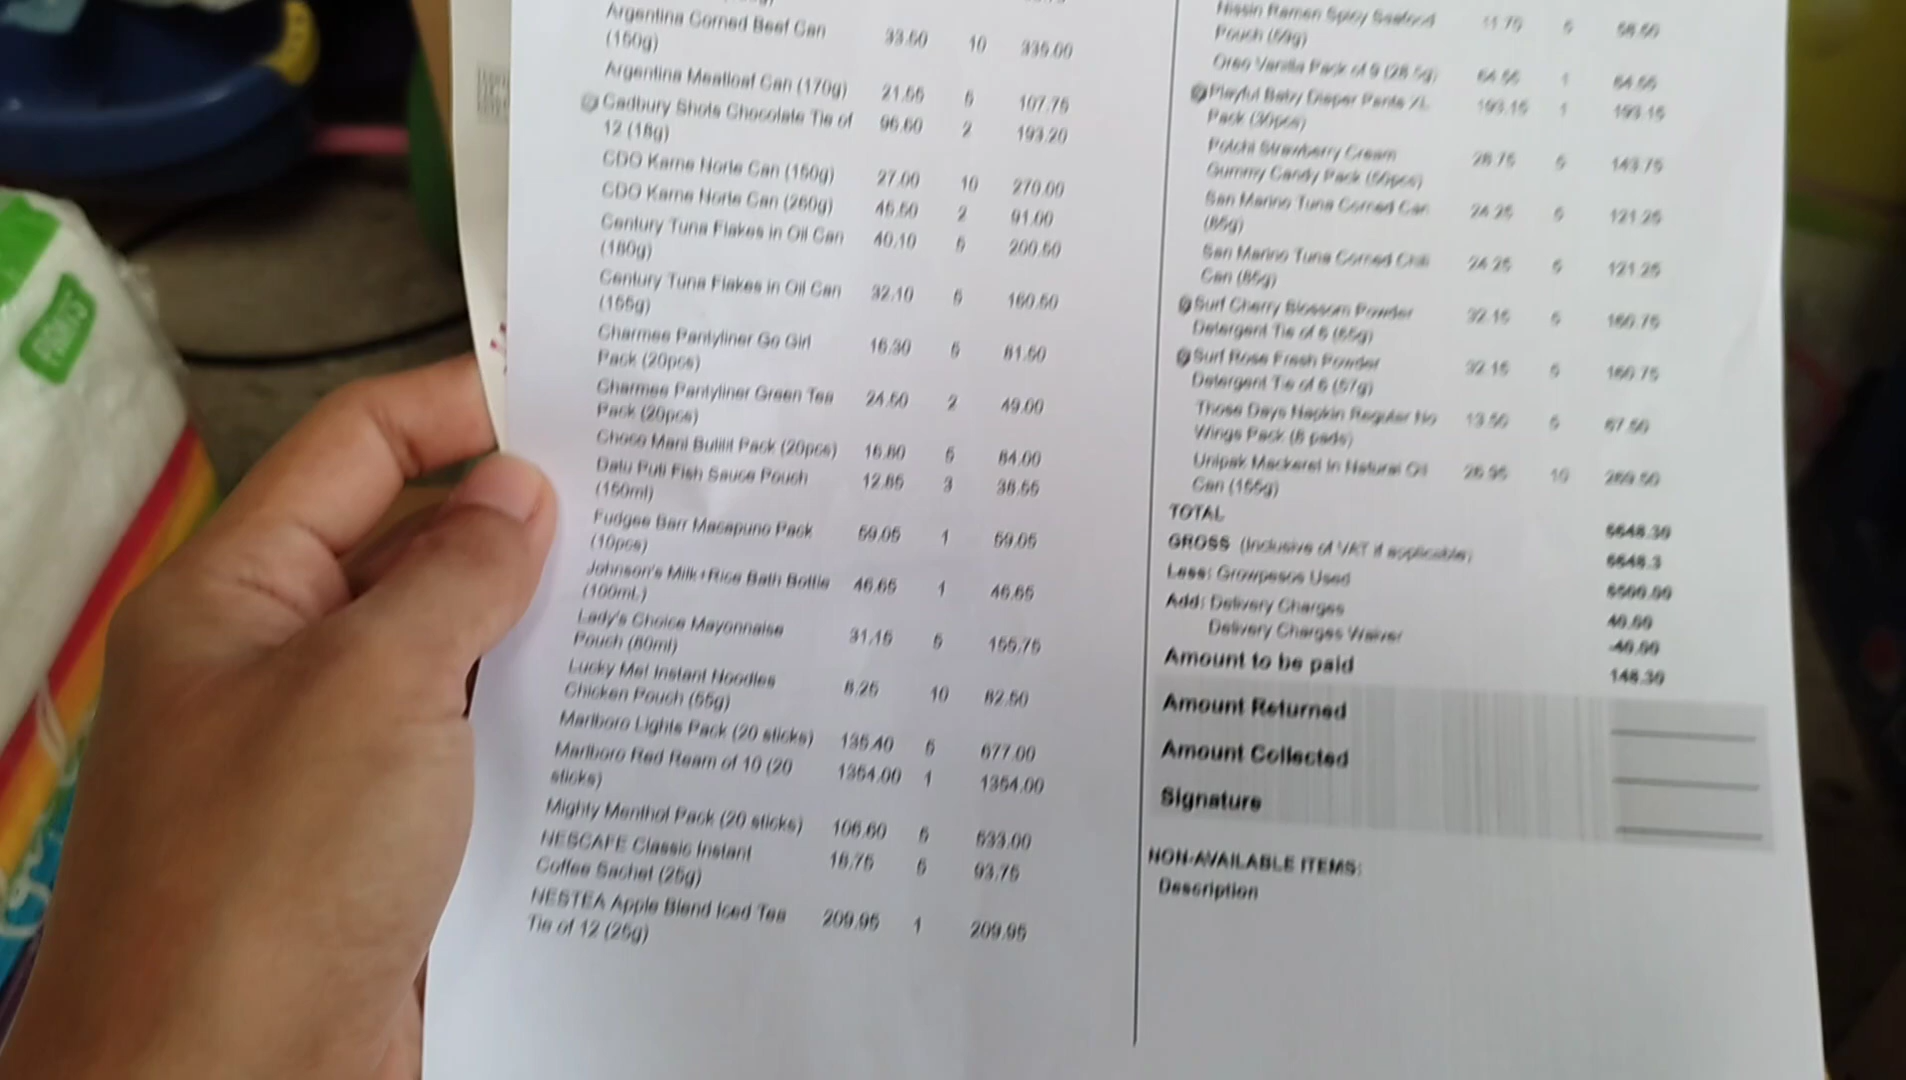 Argentina Corned Beef Can 33.50 10 335.00
(150g)
Argentina Meatloaf Can (170g) 21.55 5 107.75
Cadbury Shots Chocolate Tie of 96.60 2 193.20
12 (18g)
CDO Karne Norte Can (150g) 27.00 10 270.00
CDO Karne Norte Can (260g) 45.50 2 91.00
Century Tuna Flakes in Oil Can 40.10 5 200.50
(180g)
Century Tuna Flakes in Oil Can 32.10 5 160.50
(155g)
Charmee Pantyliner Go Girl 16.30 5 81.50
Pack (20pcs)
Charmee Pantyliner Green Tea 24.50 2 49.00
Pack (20pcs)
Choco Mani Bulilit Pack (20pcs) 16.80 5 84.00
Datu Puti Fish Sauce Pouch 12.85 3 38.55
(150ml)
Fudgee Barr Macapuno Pack 59.05 1 59.05
(10pcs)
Johnson's Milk+Rice Bath Bottle 46.65 1 46.65
(100mL)
Lady's Choice Mayonnaise 31.15 5 155.75
Pouch (80ml)
Lucky Me! Instant Noodles 8.25 10 82.50
Chicken Pouch (55g)
Marlboro Lights Pack (20 sticks) 135.40 5 677.00
Marlboro Red Ream of 10 (20 1354.00 1 1354.00
sticks)
Mighty Menthol Pack (20 sticks) 106.60 5 533.00
NESCAFE Classic Instant 18.75 5 93.75
Coffee Sachet (25g)
NESTEA Apple Blend Iced Tea 209.95 1 209.95
Tie of 12 (25g)
Nissin Ramen Spicy Seafood 5
Pouch
Oreo Vanilla Pack of 9 1
Playful Baby Diaper Pants XL 193.15 1 193.15
Pack (30pcs)
Potchi Strawberry Cream 28.75 5 143.75
Gummy Candy Pack (50pcs)
San Marino Tuna Corned Can 24.25 5 121.25
(85g)
San Marino Tuna Corned Chili 24.25 5 121.25
Can (85g)
Surf Cherry Blossom Powder 32.15 5 160.75
Detergent Tie of 6 (65g)
Surf Rose Fresh Powder 32.15 5 160.75
Detergent Tie of 6 (57g)
Those Days Napkin Regular No 13.50 5 67.50
Wings Pack (8 pads)
Unipak Mackerel in Natural Oil 26.95 10 269.50
Can (155g)
TOTAL 6648.30
GROSS (Inclusive of VAT if applicable) 6648.3
Less: Growpesos Used 6500.00
Add: Delivery Charges
Delivery Charges Waiver
Amount to be paid 148.30
Amount Returned
Amount Collected
Signature
NON-AVAILABLE ITEMS:
Description